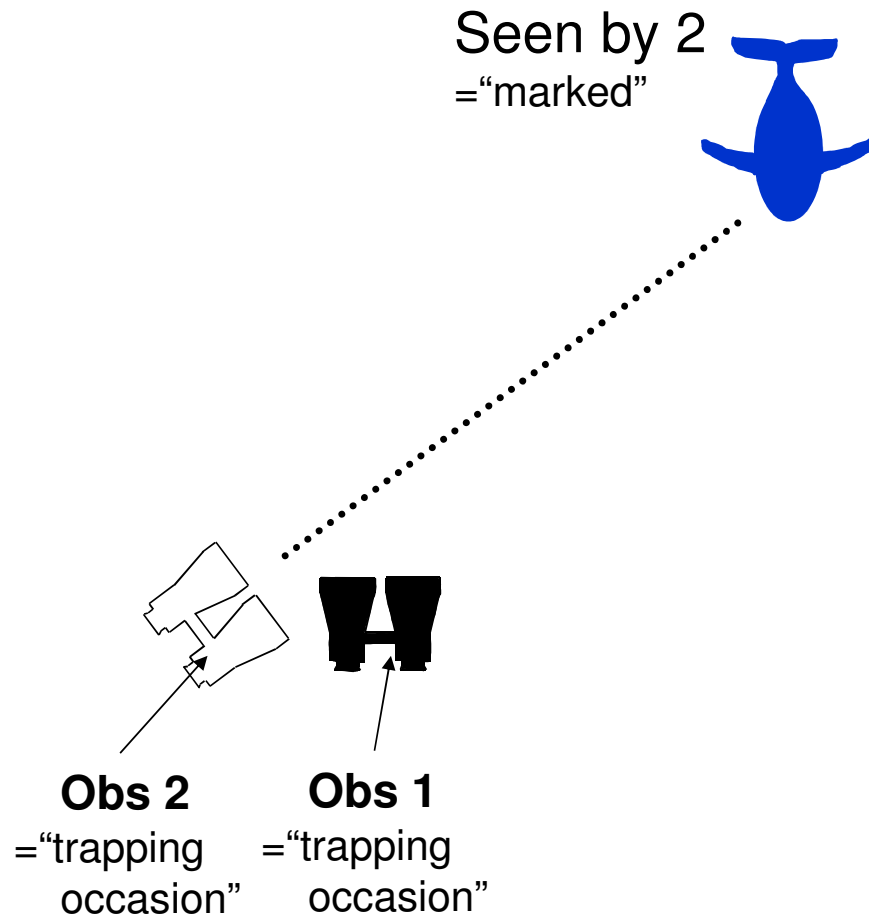 Seen by 2
=“marked”
Obs 2
=“trapping
occasion”
Obs 1
=“trapping
occasion”